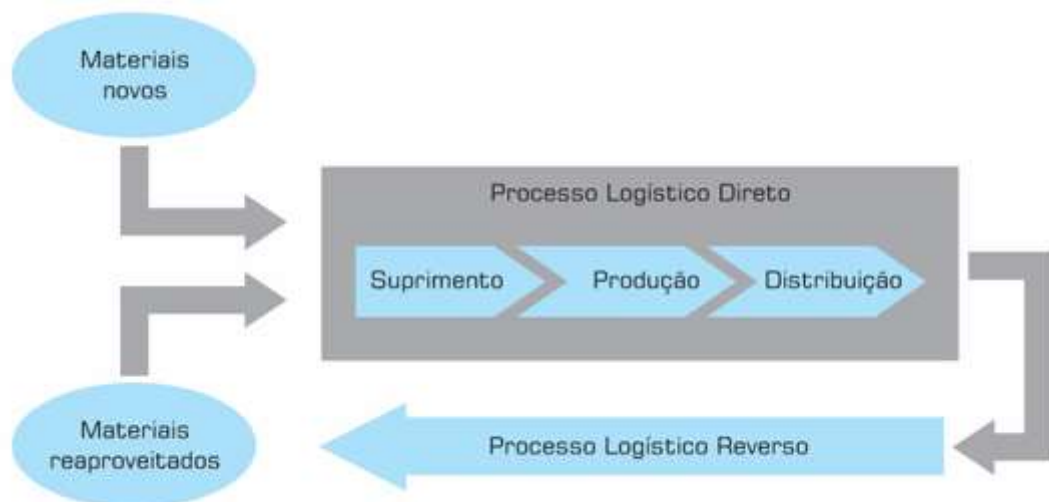 Materiais
novos
Processo Logístico Direto
Suprimento
Produção
Distribuição
Materiais
reaproveitados
Processo Logístico Reverso